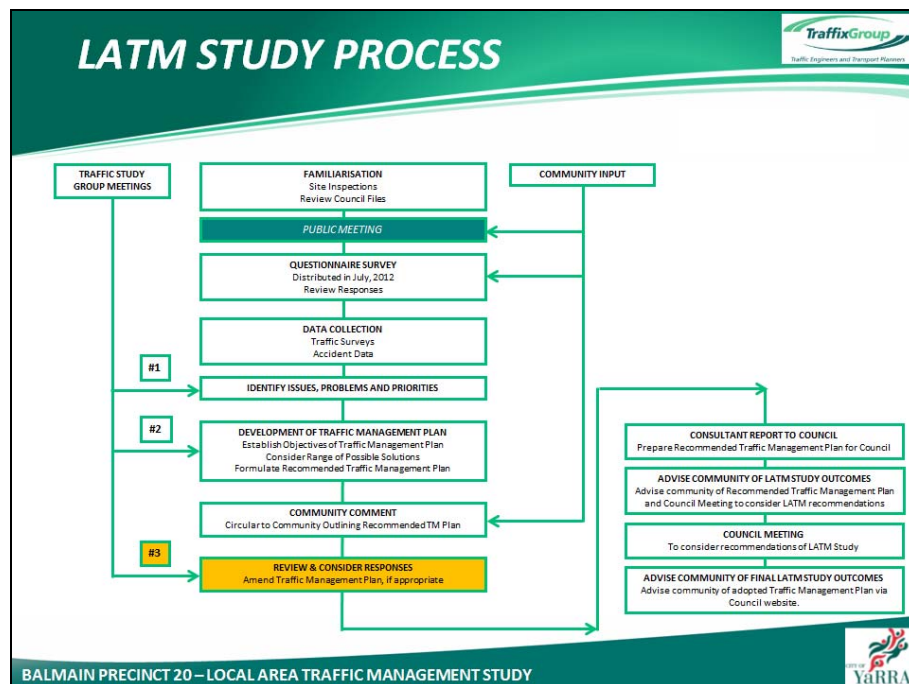 LATM STUDY PROCESS
TraffixGroup
Traffic Engineers and Transport Planners
TRAFFIC STUDY
GROUP MEETINGS
FAMILIARISATION
Site Inspections
Review Council Files
COMMUNITY INPUT
PUBLIC MEETING
QUESTIONNAIRE SURVEY
Distributed in July, 2012
Review Responses
DATA COLLECTION
Traffic Surveys
Accident Data
#1
IDENTIFY ISSUES, PROBLEMS AND PRIORITIES
#2
DEVELOPMENT OF TRAFFIC MANAGEMENT PLAN
Establish Objectives of Traffic Management Plan
Consider Range of Possible Solutions
Formulate Recommended Traffic Management Plan
COMMUNITY COMMENT
Circular to Community Outlining Recommended TM Plan
#3
REVIEW & CONSIDER RESPONSES
Amend Traffic Management Plan, if appropriate
CONSULTANT REPORT TO COUNCIL
Prepare Recommended Traffic Management Plan for Council
ADVISE COMMUNITY OF LATM STUDY OUTCOMES
Advise community of Recommended Traffic Management Plan
and Council Meeting to consider LATM recommendations
COUNCIL MEETING
To consider recommendations of LATM Study
ADVISE COMMUNITY OF FINAL LATM STUDY OUTCOMES
Advise community of adopted Traffic Management Plan via
Council website.
BALMAIN PRECINCT 20 – LOCAL AREA TRAFFIC MANAGEMENT STUDY
CITY OF
YaRRA